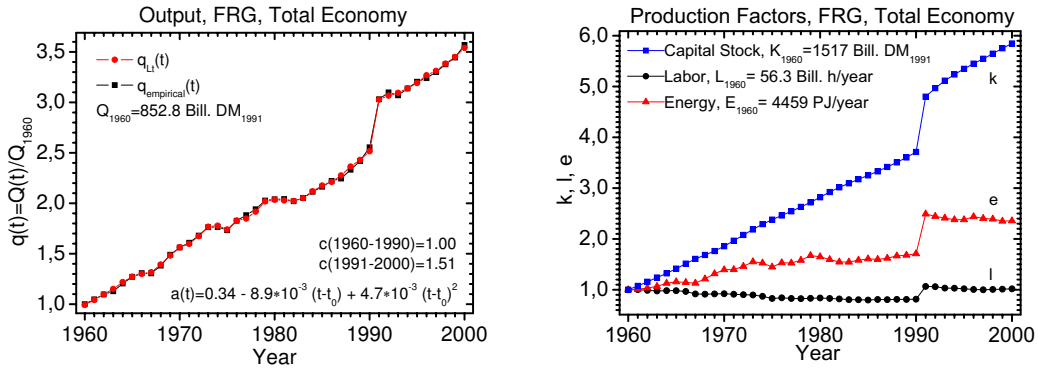 Output, FRG, Total Economy
q(t)=Q(t)/Q1960
3,5
3,0
2,5
2,0
1,5
1,0
qLt(t)
qempirical(t)
Q1960=852.8 Bill. DM1991
c(1960-1990)=1.00
c(1991-2000)=1.51
a(t)=0.34 - 8.9*10-3 (t-t0) + 4.7*10-3 (t-t0)2
1960 1970 1980 1990 2000
Year
Production Factors, FRG, Total Economy
k, l, e
6,0
5,0
4,0
3,0
2,0
1,0
Capital Stock, K1960=1517 Bill. DM1991
Labor, L1960= 56.3 Bill. h/year
Energy, E1960= 4459 PJ/year
k
e
l
1960 1970 1980 1990 2000
Year